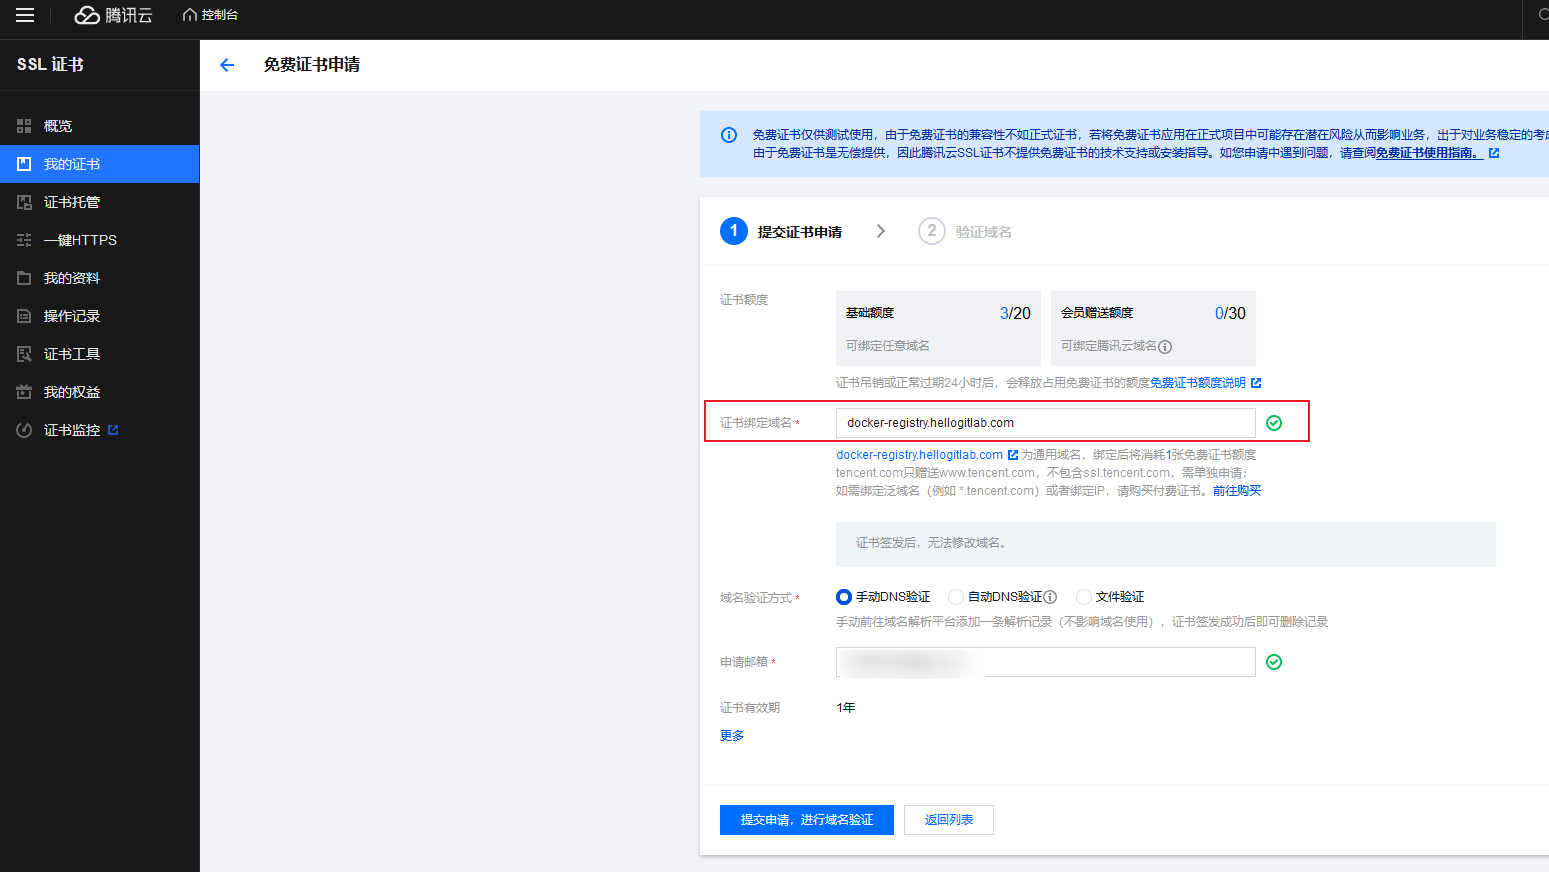 腾讯云 控制台
SSL 证书
免费证书申请
概览
我的证书
证书托管
一键HTTPS
我的资料
操作记录
证书工具
我的权益
证书监控
免费证书仅供测试使用，由于免费证书的兼容性不如正式证书，若将免费证书应用在正式项目中可能存在潜在风险从而影响业务，出于对业务稳定的考
由于免费证书是无偿提供，因此腾讯云SSL证书不提供免费证书的技术支持或安装指导。如您申请中遇到问题，请查阅免费证书使用指南。
1 提交证书申请 2 验证域名
证书额度
基础额度 3/20 会员赠送额度 0/30
可绑定任意域名 可绑定腾讯云域名
证书吊销或正常过期24小时后，会释放占用免费证书的额度免费证书额度说明
证书绑定域名 * docker-registry.hellogitlab.com
docker-registry.hellogitlab.com 为通用域名，绑定后将消耗1张免费证书额度
tencent.com只赠送www.tencent.com，不包含ssl.tencent.com，需单独申请；
如需绑定泛域名（例如 *.tencent.com）或者绑定IP，请购买付费证书。前往购买
证书签发后，无法修改域名。
域名验证方式 * 手动DNS验证 自动DNS验证 文件验证
手动前往域名解析平台添加一条解析记录（不影响域名使用），证书签发成功后即可删除记录
申请邮箱 *
证书有效期 1年
更多
提交申请，进行域名验证 返回列表